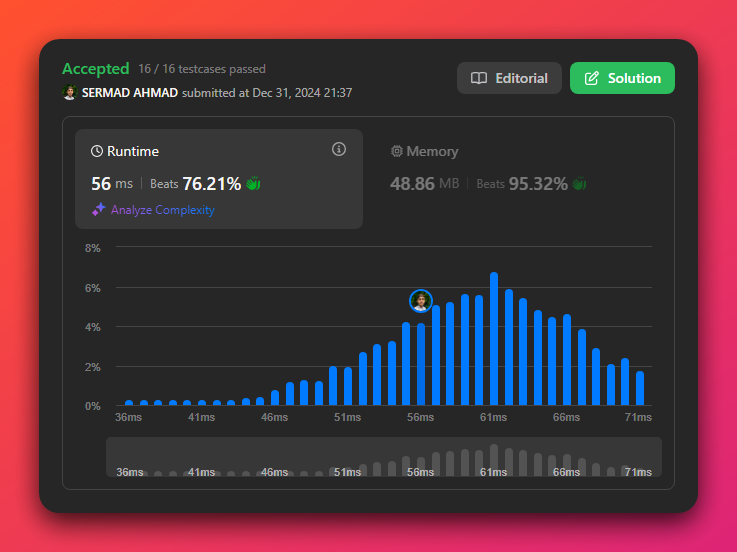 Accepted 16 / 16 testcases passed
SERMAD AHMAD submitted at Dec 31, 2024 21:37
Editorial
Solution
Runtime
56 ms | Beats 76.21%
Analyze Complexity
Memory
48.86 MB | Beats 95.32%
8%
6%
4%
2%
0%
36ms 41ms 46ms 51ms 56ms 61ms 66ms 71ms
36ms 41ms 46ms 51ms 56ms 61ms 66ms 71ms